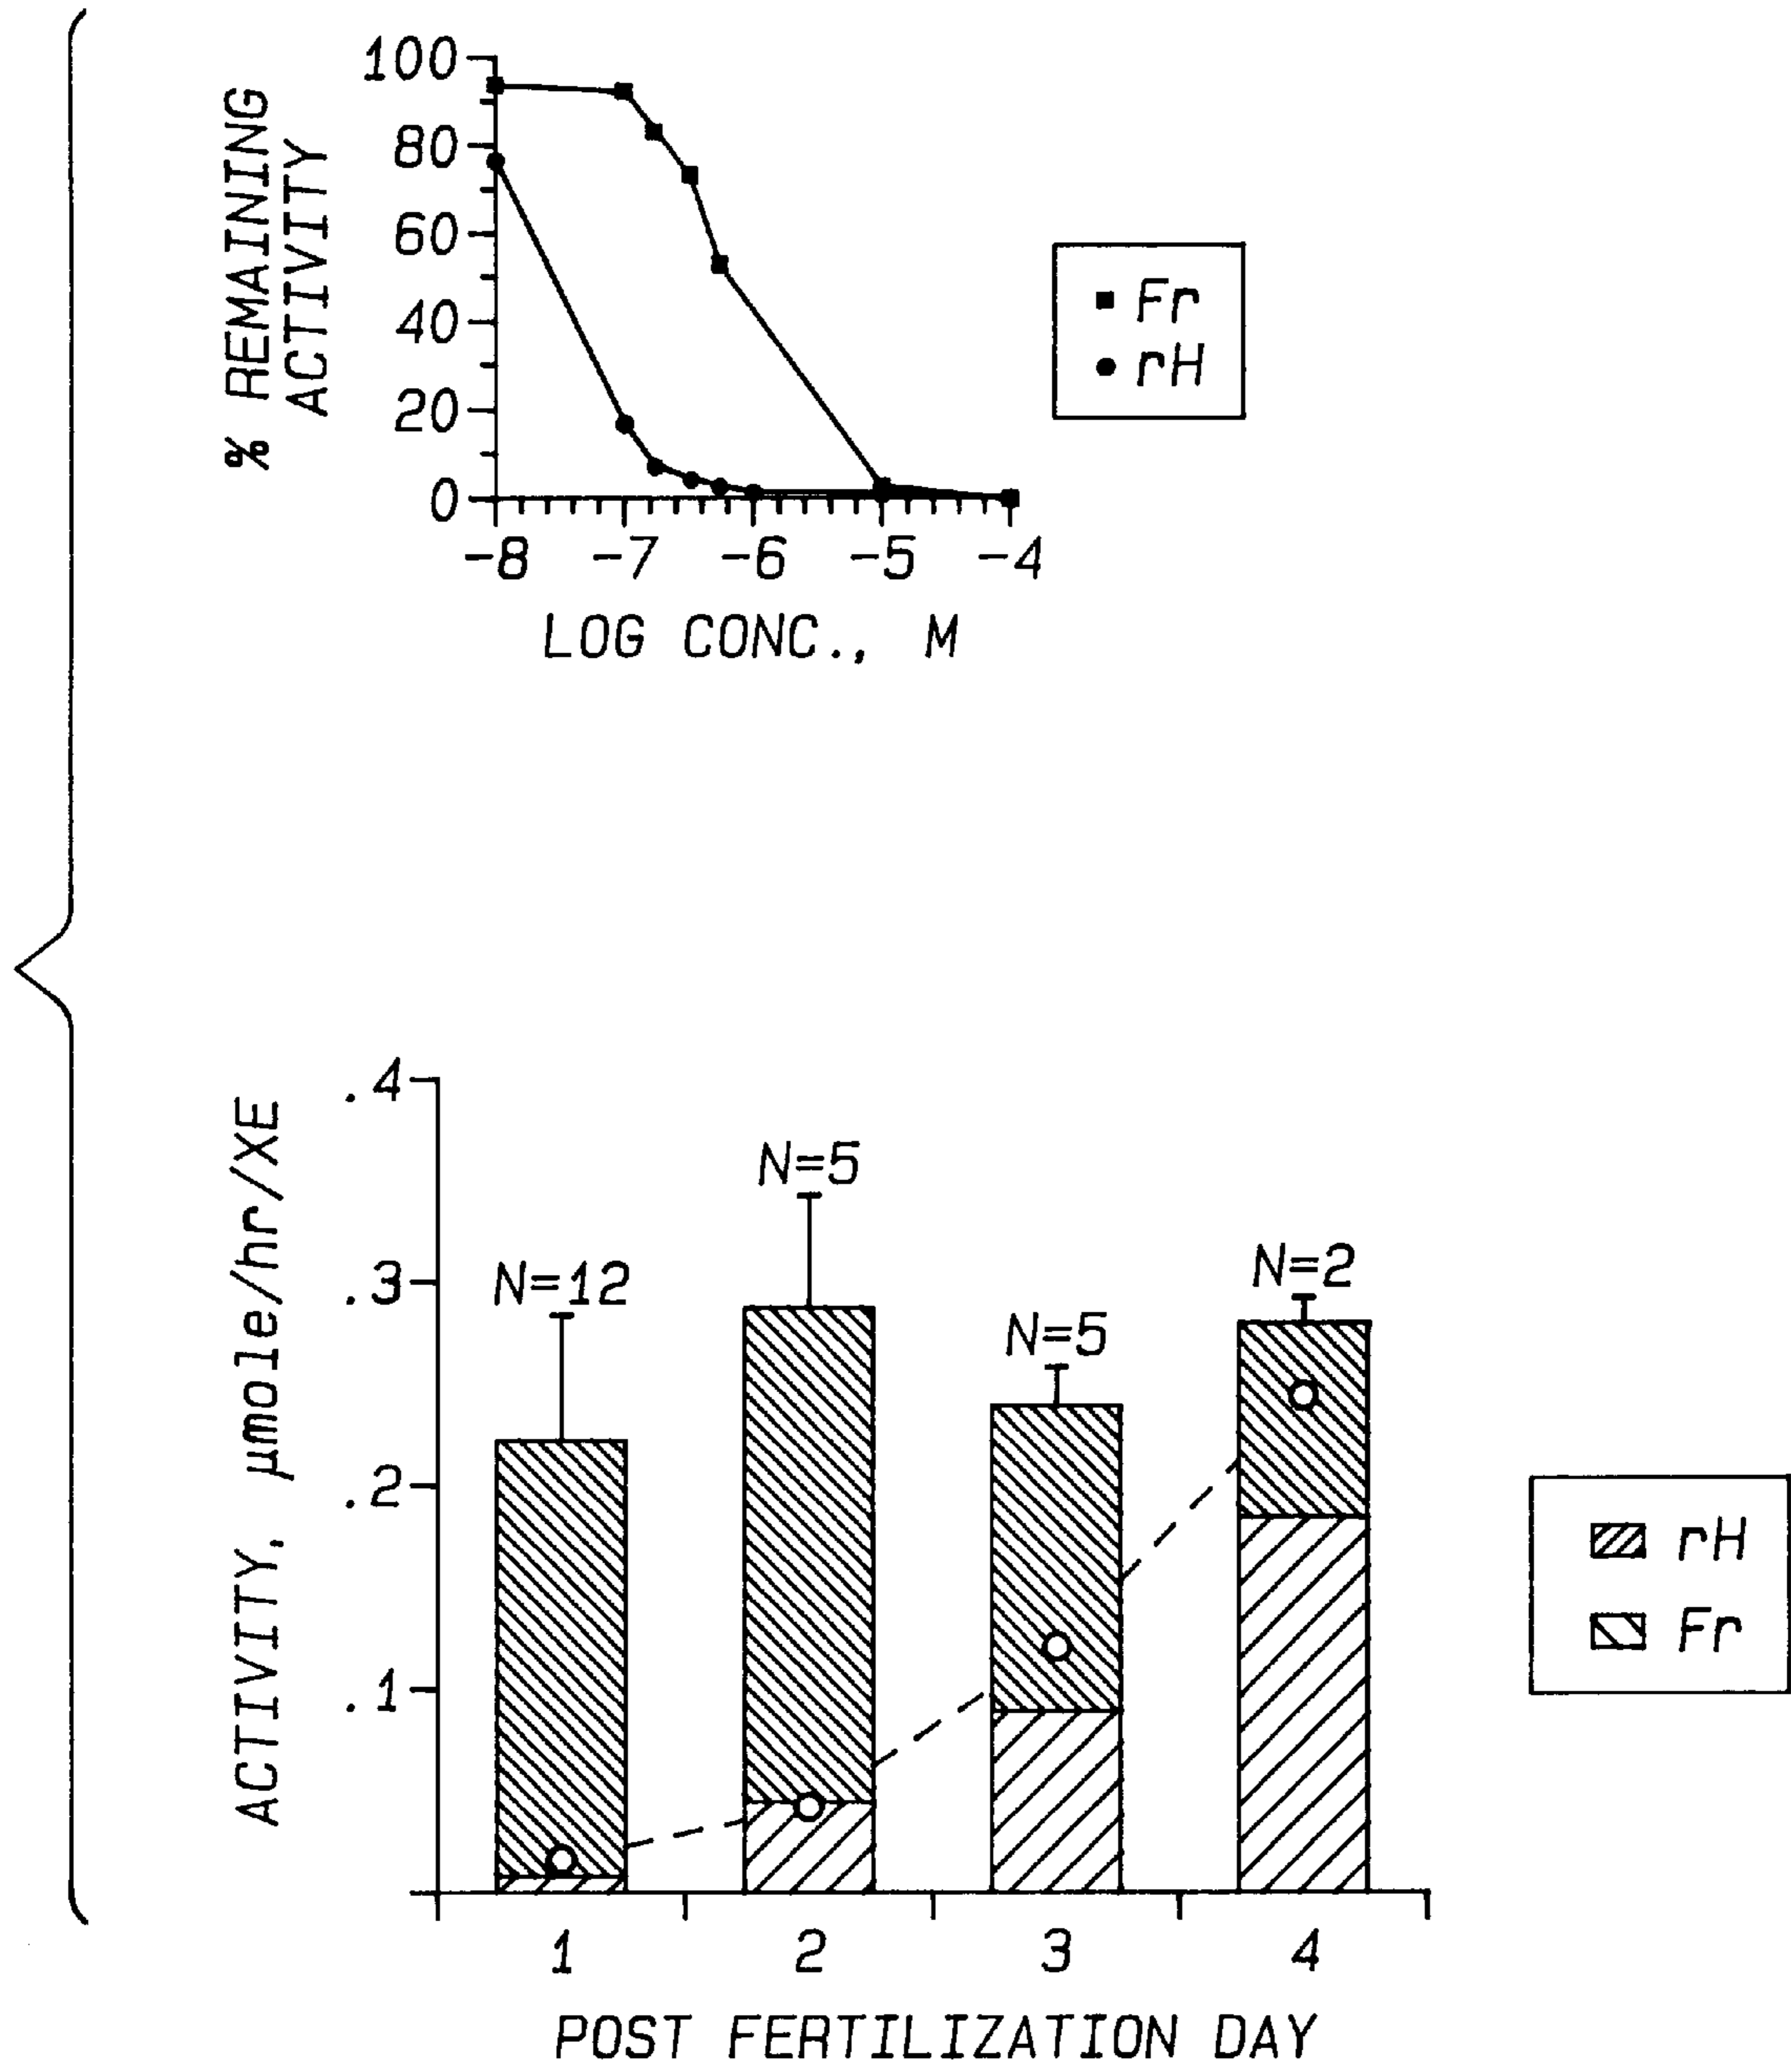 % REMAINING
ACTIVITY
100
80
60
40
20
0
-8 -7 -6 -5 -4
LOG CONC., M
Fr
rH
ACTIVITY, µmole/hr/XE
.4
.3
.2
.1
N=12
N=5
N=5
N=2
1 2 3 4
POST FERTILIZATION DAY
rH
Fr